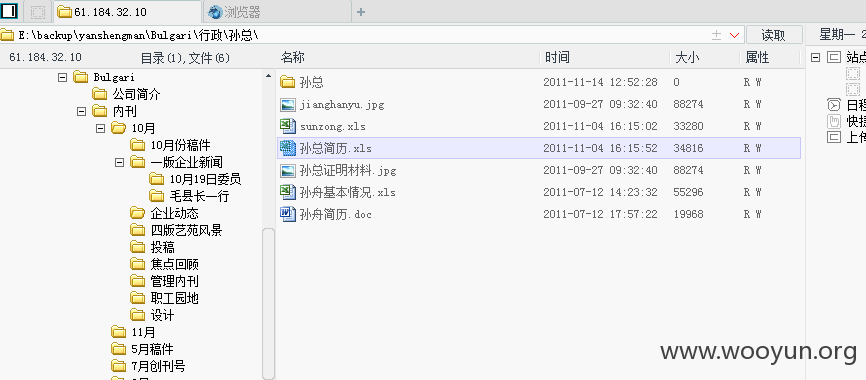 61.184.32.10 浏览器
E:\backup\yanshengman\Bulgari\行政\孙总\ 读取 星期一 2
61.184.32.10 目录(1),文件(6) 名称 时间 大小 属性
Bulgari
公司简介
内刊
10月
10月份稿件
一版企业新闻
10月19日委员
毛县长一行
企业动态
四版艺苑风景
投稿
焦点回顾
管理内刊
职工园地
设计
11月
5月稿件
7月创刊号
孙总 2011-11-14 12:52:28 0 R W
jianghanyu.jpg 2011-09-27 09:32:40 88274 R W
sunzong.xls 2011-11-04 16:15:02 33280 R W
孙总简历.xls 2011-11-04 16:15:52 34816 R W
孙总证明材料.jpg 2011-09-27 09:32:40 88274 R W
孙舟基本情况.xls 2011-07-12 14:23:32 55296 R W
孙舟简历.doc 2011-07-12 17:57:22 19968 R W
站点
日程
快捷
上传
www.wooyun.org